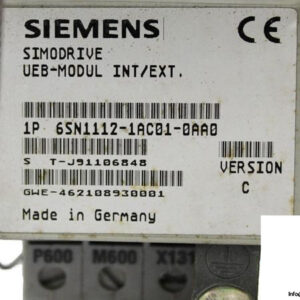 SIEMENS CE
SIMODRIVE
UEB-MODUL INT/EXT.
1P 6SN1112-1AC01-0AA0
S T-J91106848
VERSION
C
GWE-462108930001
Made in Germany
P600 M600 X131